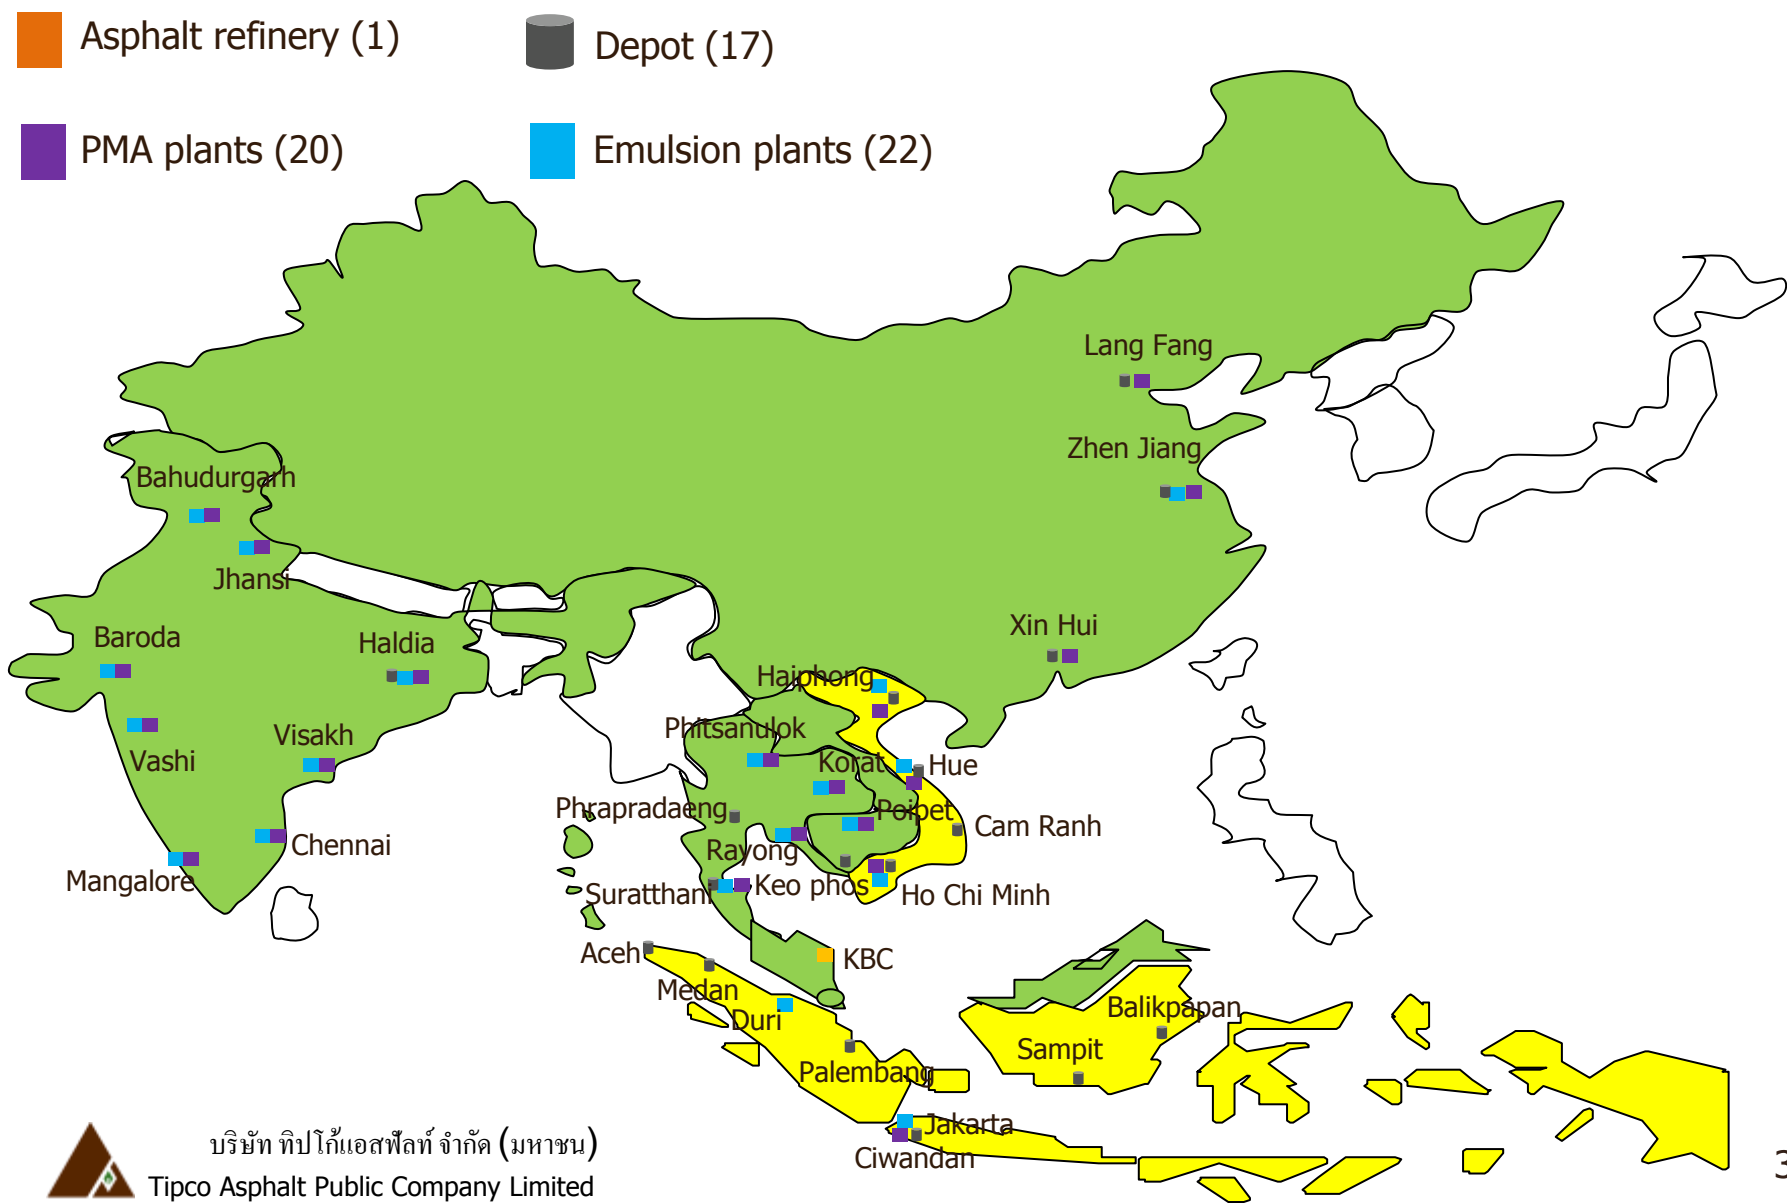 Asphalt refinery (1)
Depot (17)
PMA plants (20)
Emulsion plants (22)
Lang Fang
Zhen Jiang
Bahudurgarh
Jhansi
Baroda
Haldia
Xin Hui
Haiphong
Phitsanulok
Visakh
Vashi
Korat
Hue
Phrapradaeng
Poipet
Cam Ranh
Chennai
Rayong
Mangalore
Suratthani
Keo phos
Ho Chi Minh
Aceh
KBC
Medan
Duri
Balikpapan
Sampit
Palembang
Jakarta
Ciwandan
บริษัท ทิปโก้แอสฟัลท์ จำกัด (มหาชน)
Tipco Asphalt Public Company Limited
3